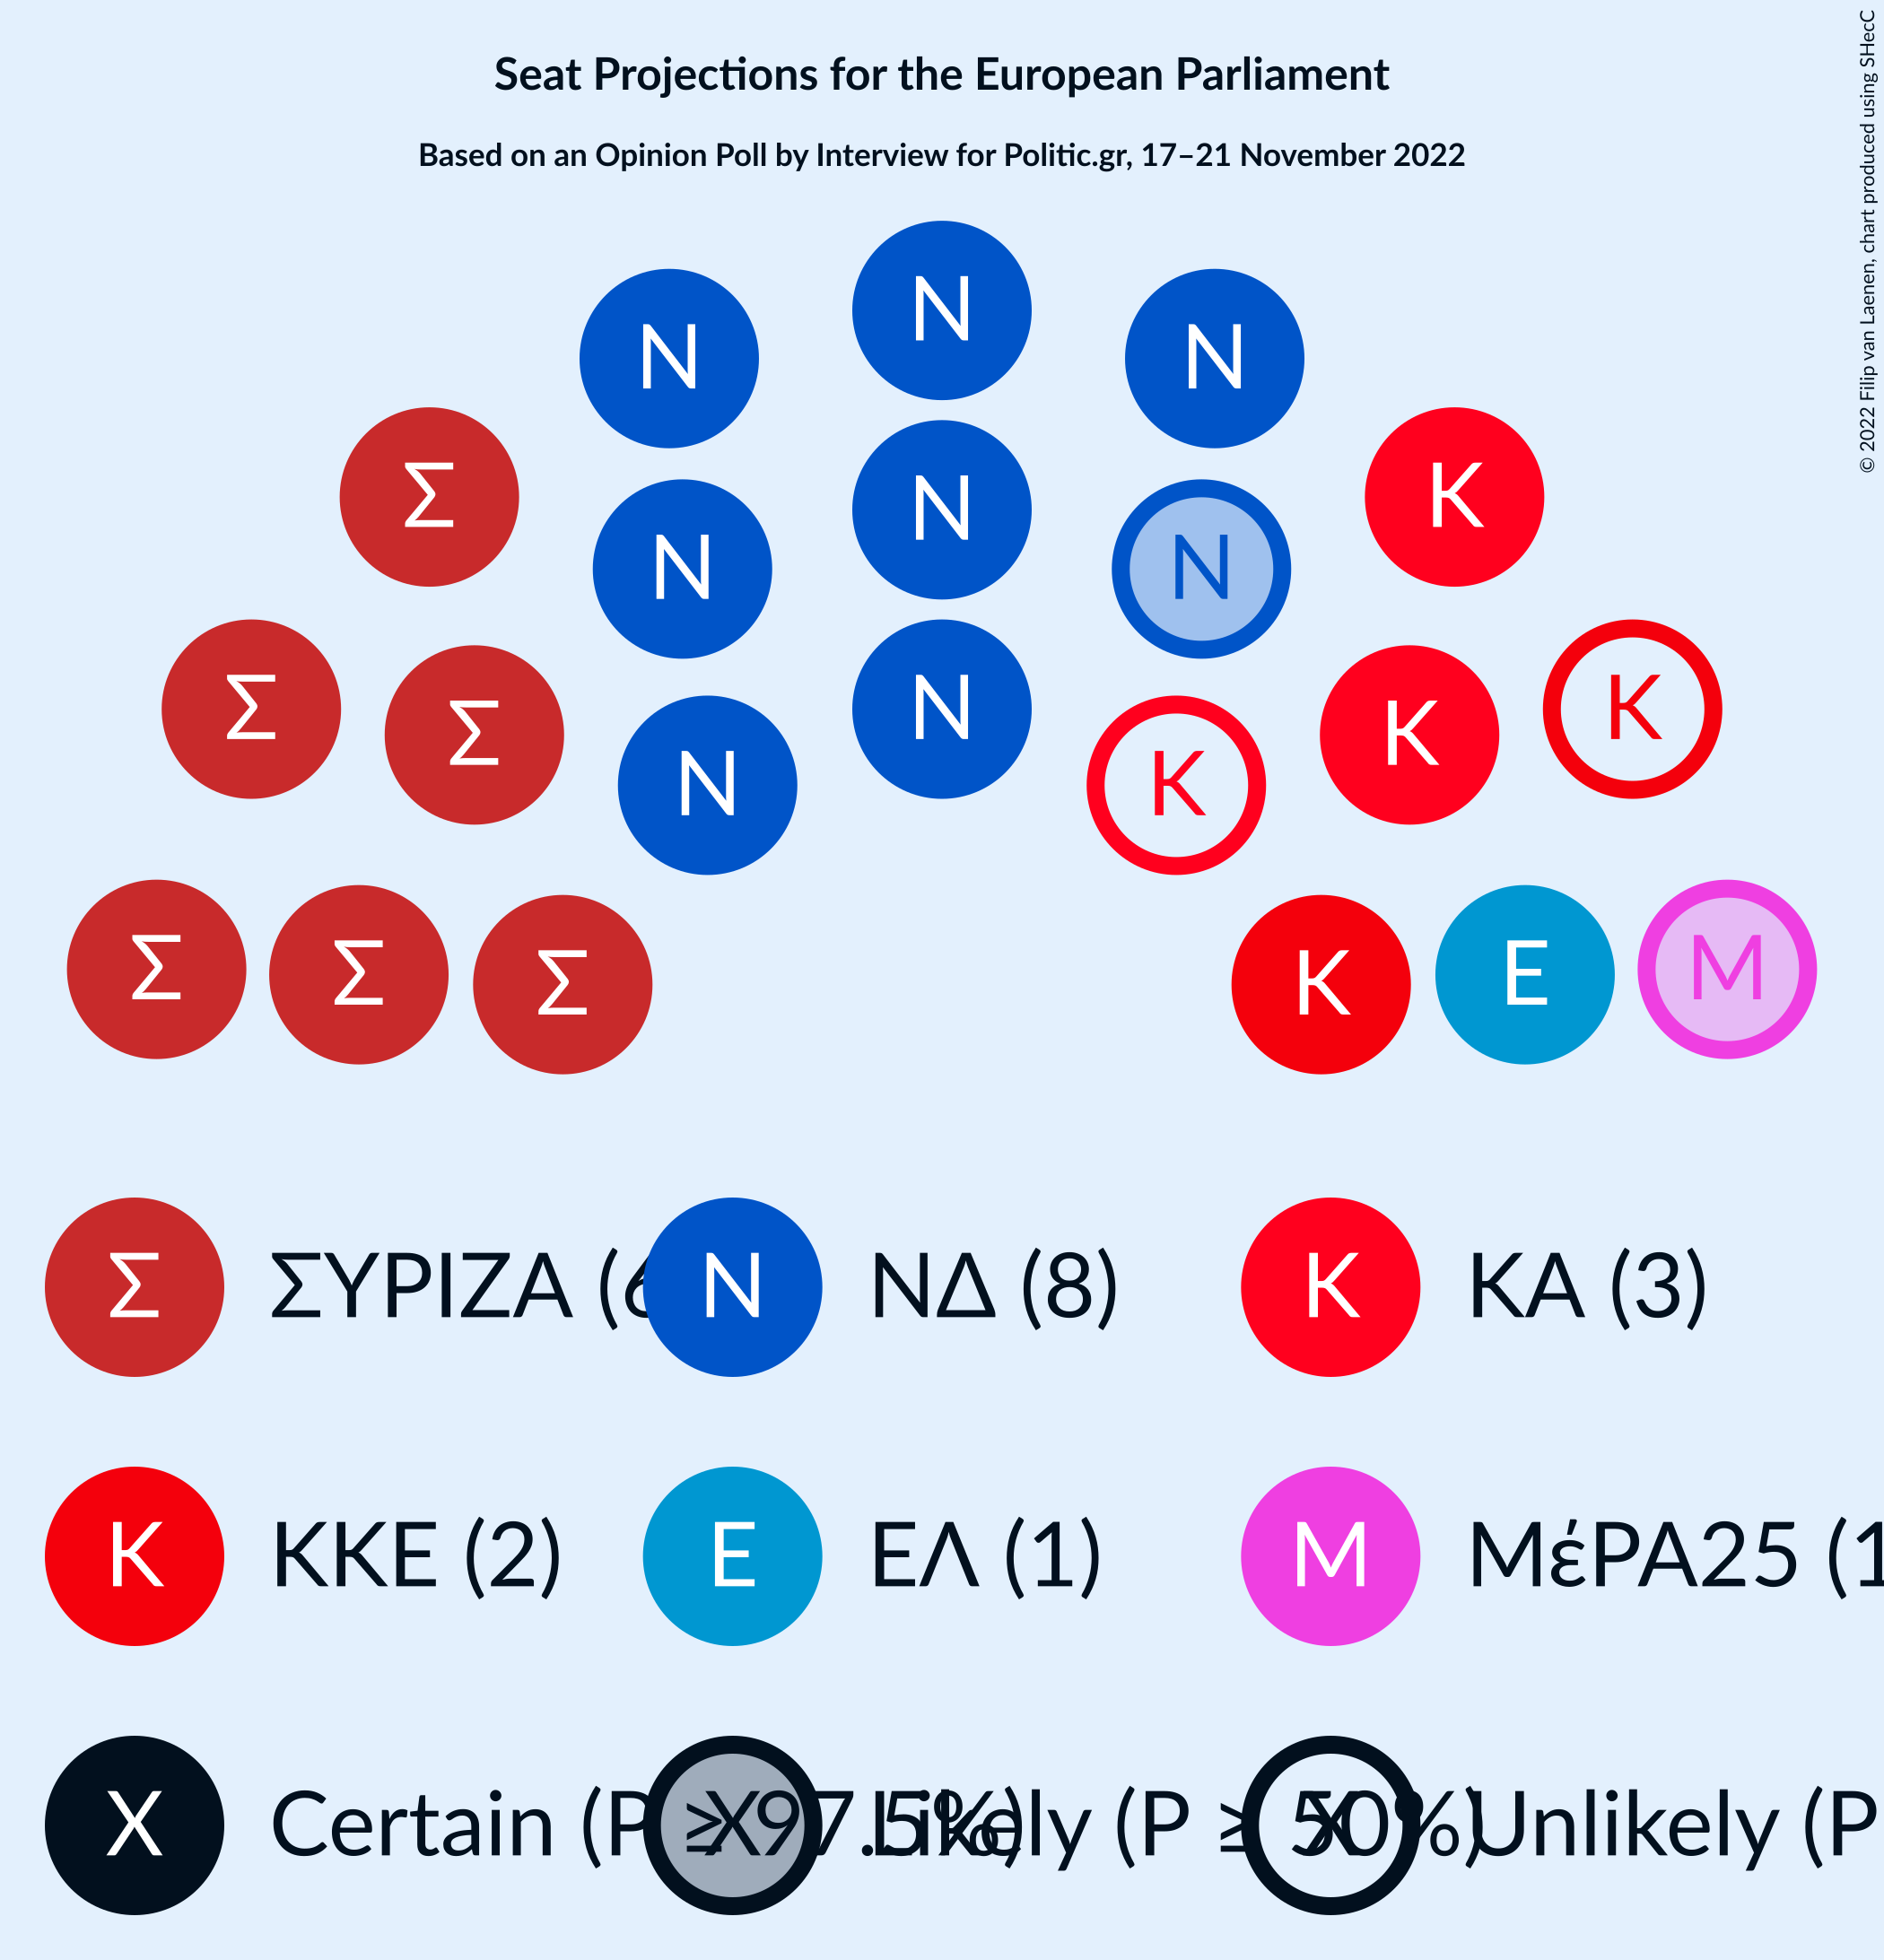 Seat Projections for the European Parliament
Based on an Opinion Poll by Interview for Politic.gr, 17–21 November 2022
© 2022 Filip van Laenen, chart produced using SHecC
N
N N
Σ N K
N N
Σ N K
Σ K
N K
Σ Σ Σ K Ε M
Σ ΣΥΡΙΖΑ (6 N ΝΔ (8) K ΚΑ (3)
K ΚΚΕ (2) Ε ΕΛ (1) M ΜέΡΑ25 (1
X Certain (P ≥ 97.5%) X Likely (P ≥ 50%) X Unlikely (P